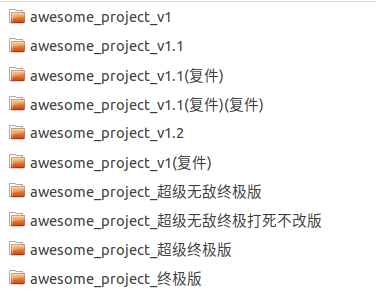 awesome_project_v1
awesome_project_v1.1
awesome_project_v1.1(复件)
awesome_project_v1.1(复件)(复件)
awesome_project_v1.2
awesome_project_v1(复件)
awesome_project_超级无敌终极版
awesome_project_超级无敌终极打死不改版
awesome_project_超级终极版
awesome_project_终极版